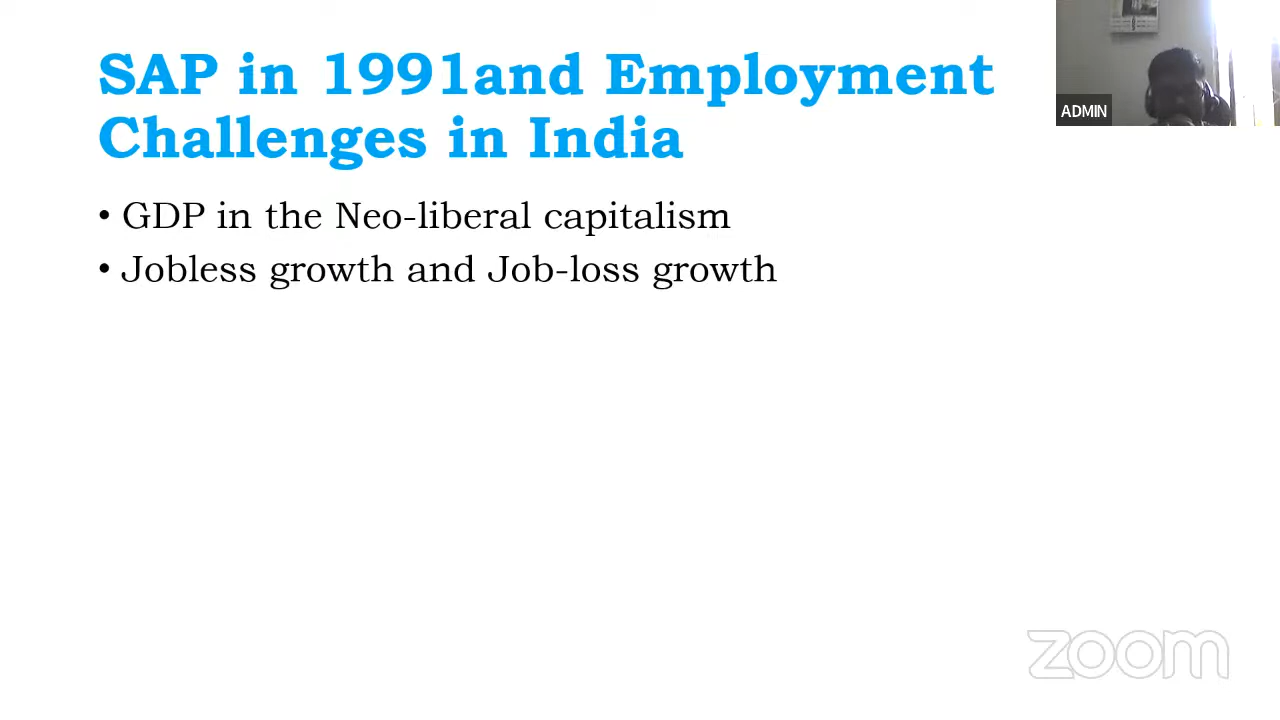 SAP in 1991and Employment
Challenges in India
• GDP in the Neo-liberal capitalism
• Jobless growth and Job-loss growth
ADMIN
zoom